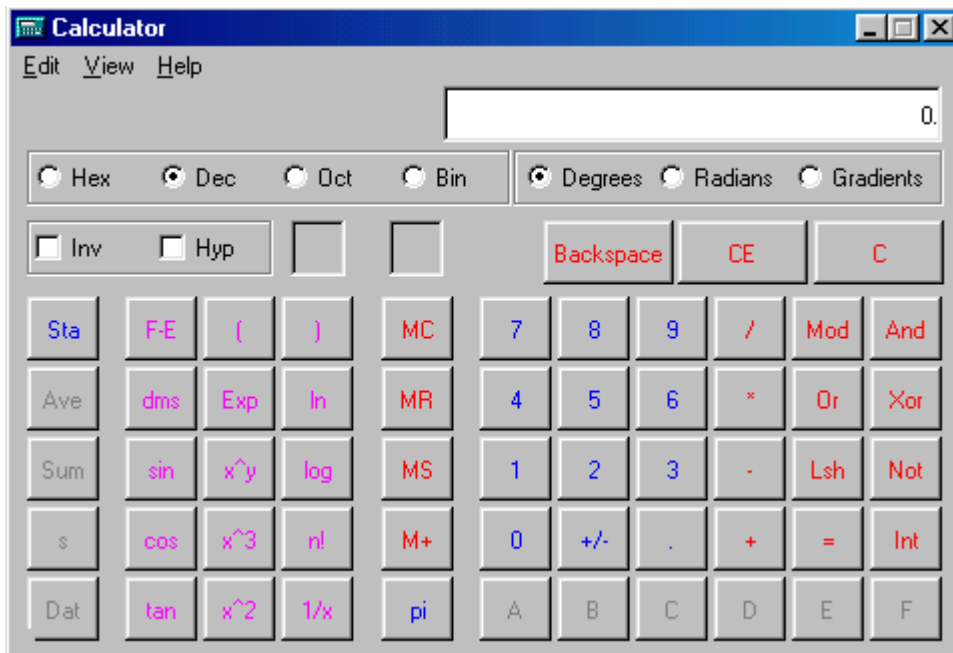 Calculator
Edit View Help
0.
Hex Dec Oct Bin Degrees Radians Gradients
Inv Hyp Backspace CE C
Sta F-E ( ) MC 7 8 9 / Mod And
Ave dms Exp ln MR 4 5 6 * Or Xor
Sum sin x^y log MS 1 2 3 - Lsh Not
s cos x^3 n! M+ 0 +/- . + = Int
Dat tan x^2 1/x pi A B C D E F